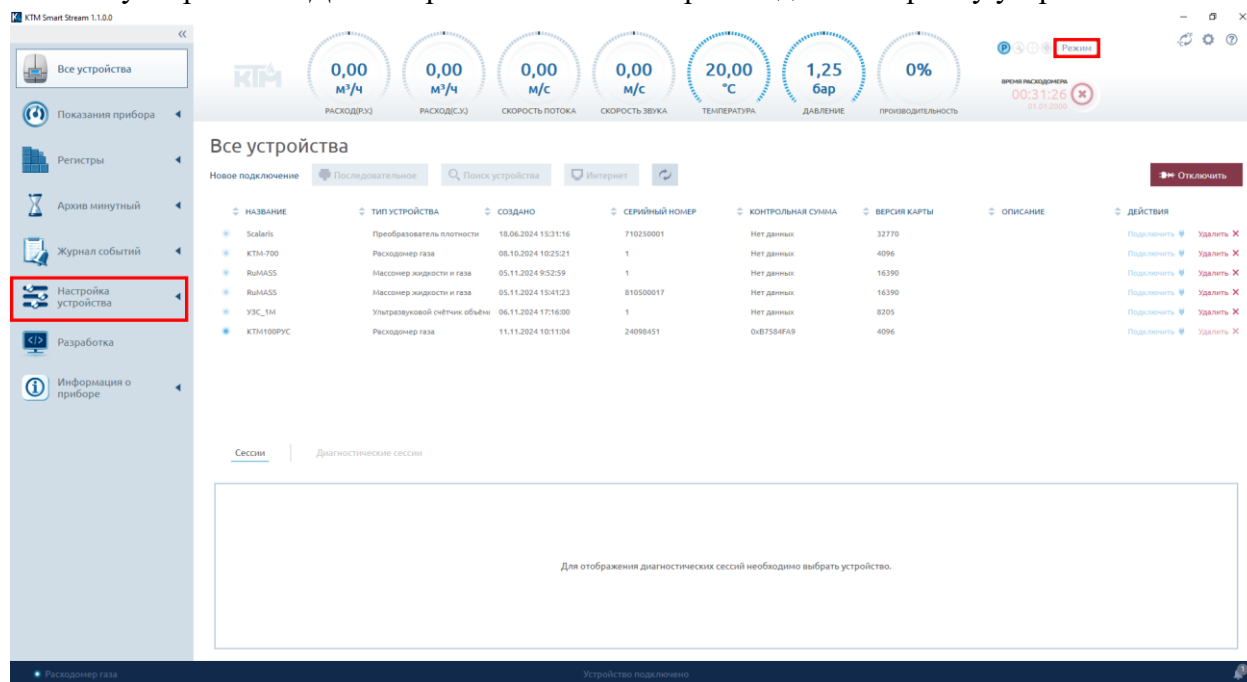 KTM Smart Stream 1.1.0.0
«
Все устройства
Показания прибора
Регистры
Архив минутный
Журнал событий
Настройка
устройства
Разработка
Информация о
приборе
KTM
0,00 0,00 0,00 0,00 20,00 1,25 0%
м³/ч м³/ч м/с м/с °C бар
РАСХОД(Р.У.) РАСХОД(С.У.) СКОРОСТЬ ПОТОКА СКОРОСТЬ ЗВУКА ТЕМПЕРАТУРА ДАВЛЕНИЕ ПРОИЗВОДИТЕЛЬНОСТЬ
P Режим
ВРЕМЯ РАСХОДОМЕРА
00:31:26
01.01.2000
Все устройства
Новое подключение Последовательное Поиск устройства Интернет Отключить
НАЗВАНИЕ ТИП УСТРОЙСТВА СОЗДАНО СЕРИЙНЫЙ НОМЕР КОНТРОЛЬНАЯ СУММА ВЕРСИЯ КАРТЫ ОПИСАНИЕ ДЕЙСТВИЯ
Scalaris Преобразователь плотности 18.06.2024 15:31:16 710250001 Нет данных 32770 Подключить Удалить
КТМ-700 Расходомер газа 08.10.2024 10:25:21 1 Нет данных 4096 Подключить Удалить
RuMASS Массомер жидкости и газа 05.11.2024 9:52:59 1 Нет данных 16390 Подключить Удалить
RuMASS Массомер жидкости и газа 05.11.2024 15:41:23 810500017 Нет данных 16390 Подключить Удалить
УЗС_1М Ультразвуковой счётчик объём 06.11.2024 17:16:00 1 Нет данных 8205 Подключить Удалить
КТМ100РУС Расходомер газа 11.11.2024 10:11:04 24098451 0xB7584FA9 4096 Подключить Удалить
Сессии Диагностические сессии
Для отображения диагностических сессий необходимо выбрать устройство.
Расходомер газа Устройство подключено 1